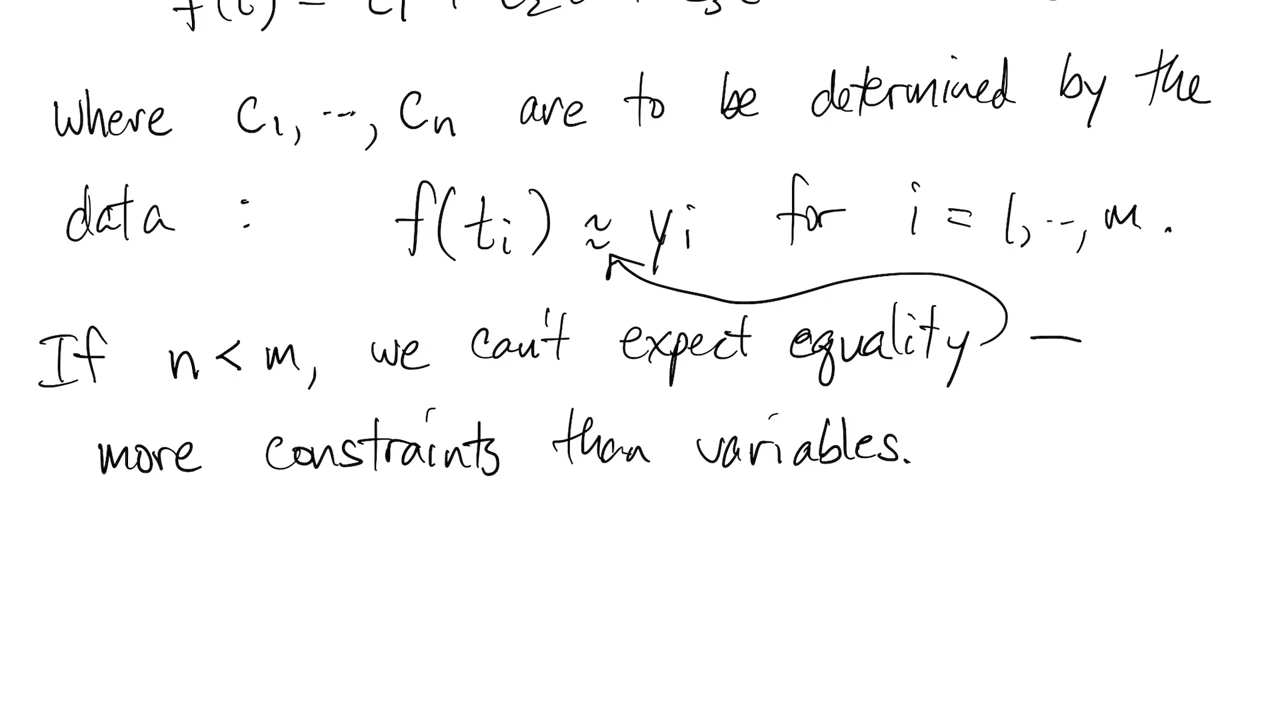 where c₁, ..., cₙ are to be determined by the
data : f(tᵢ) ≈ yᵢ for i = 1, ..., m.
If n < m, we can't expect equality —
more constraints than variables.